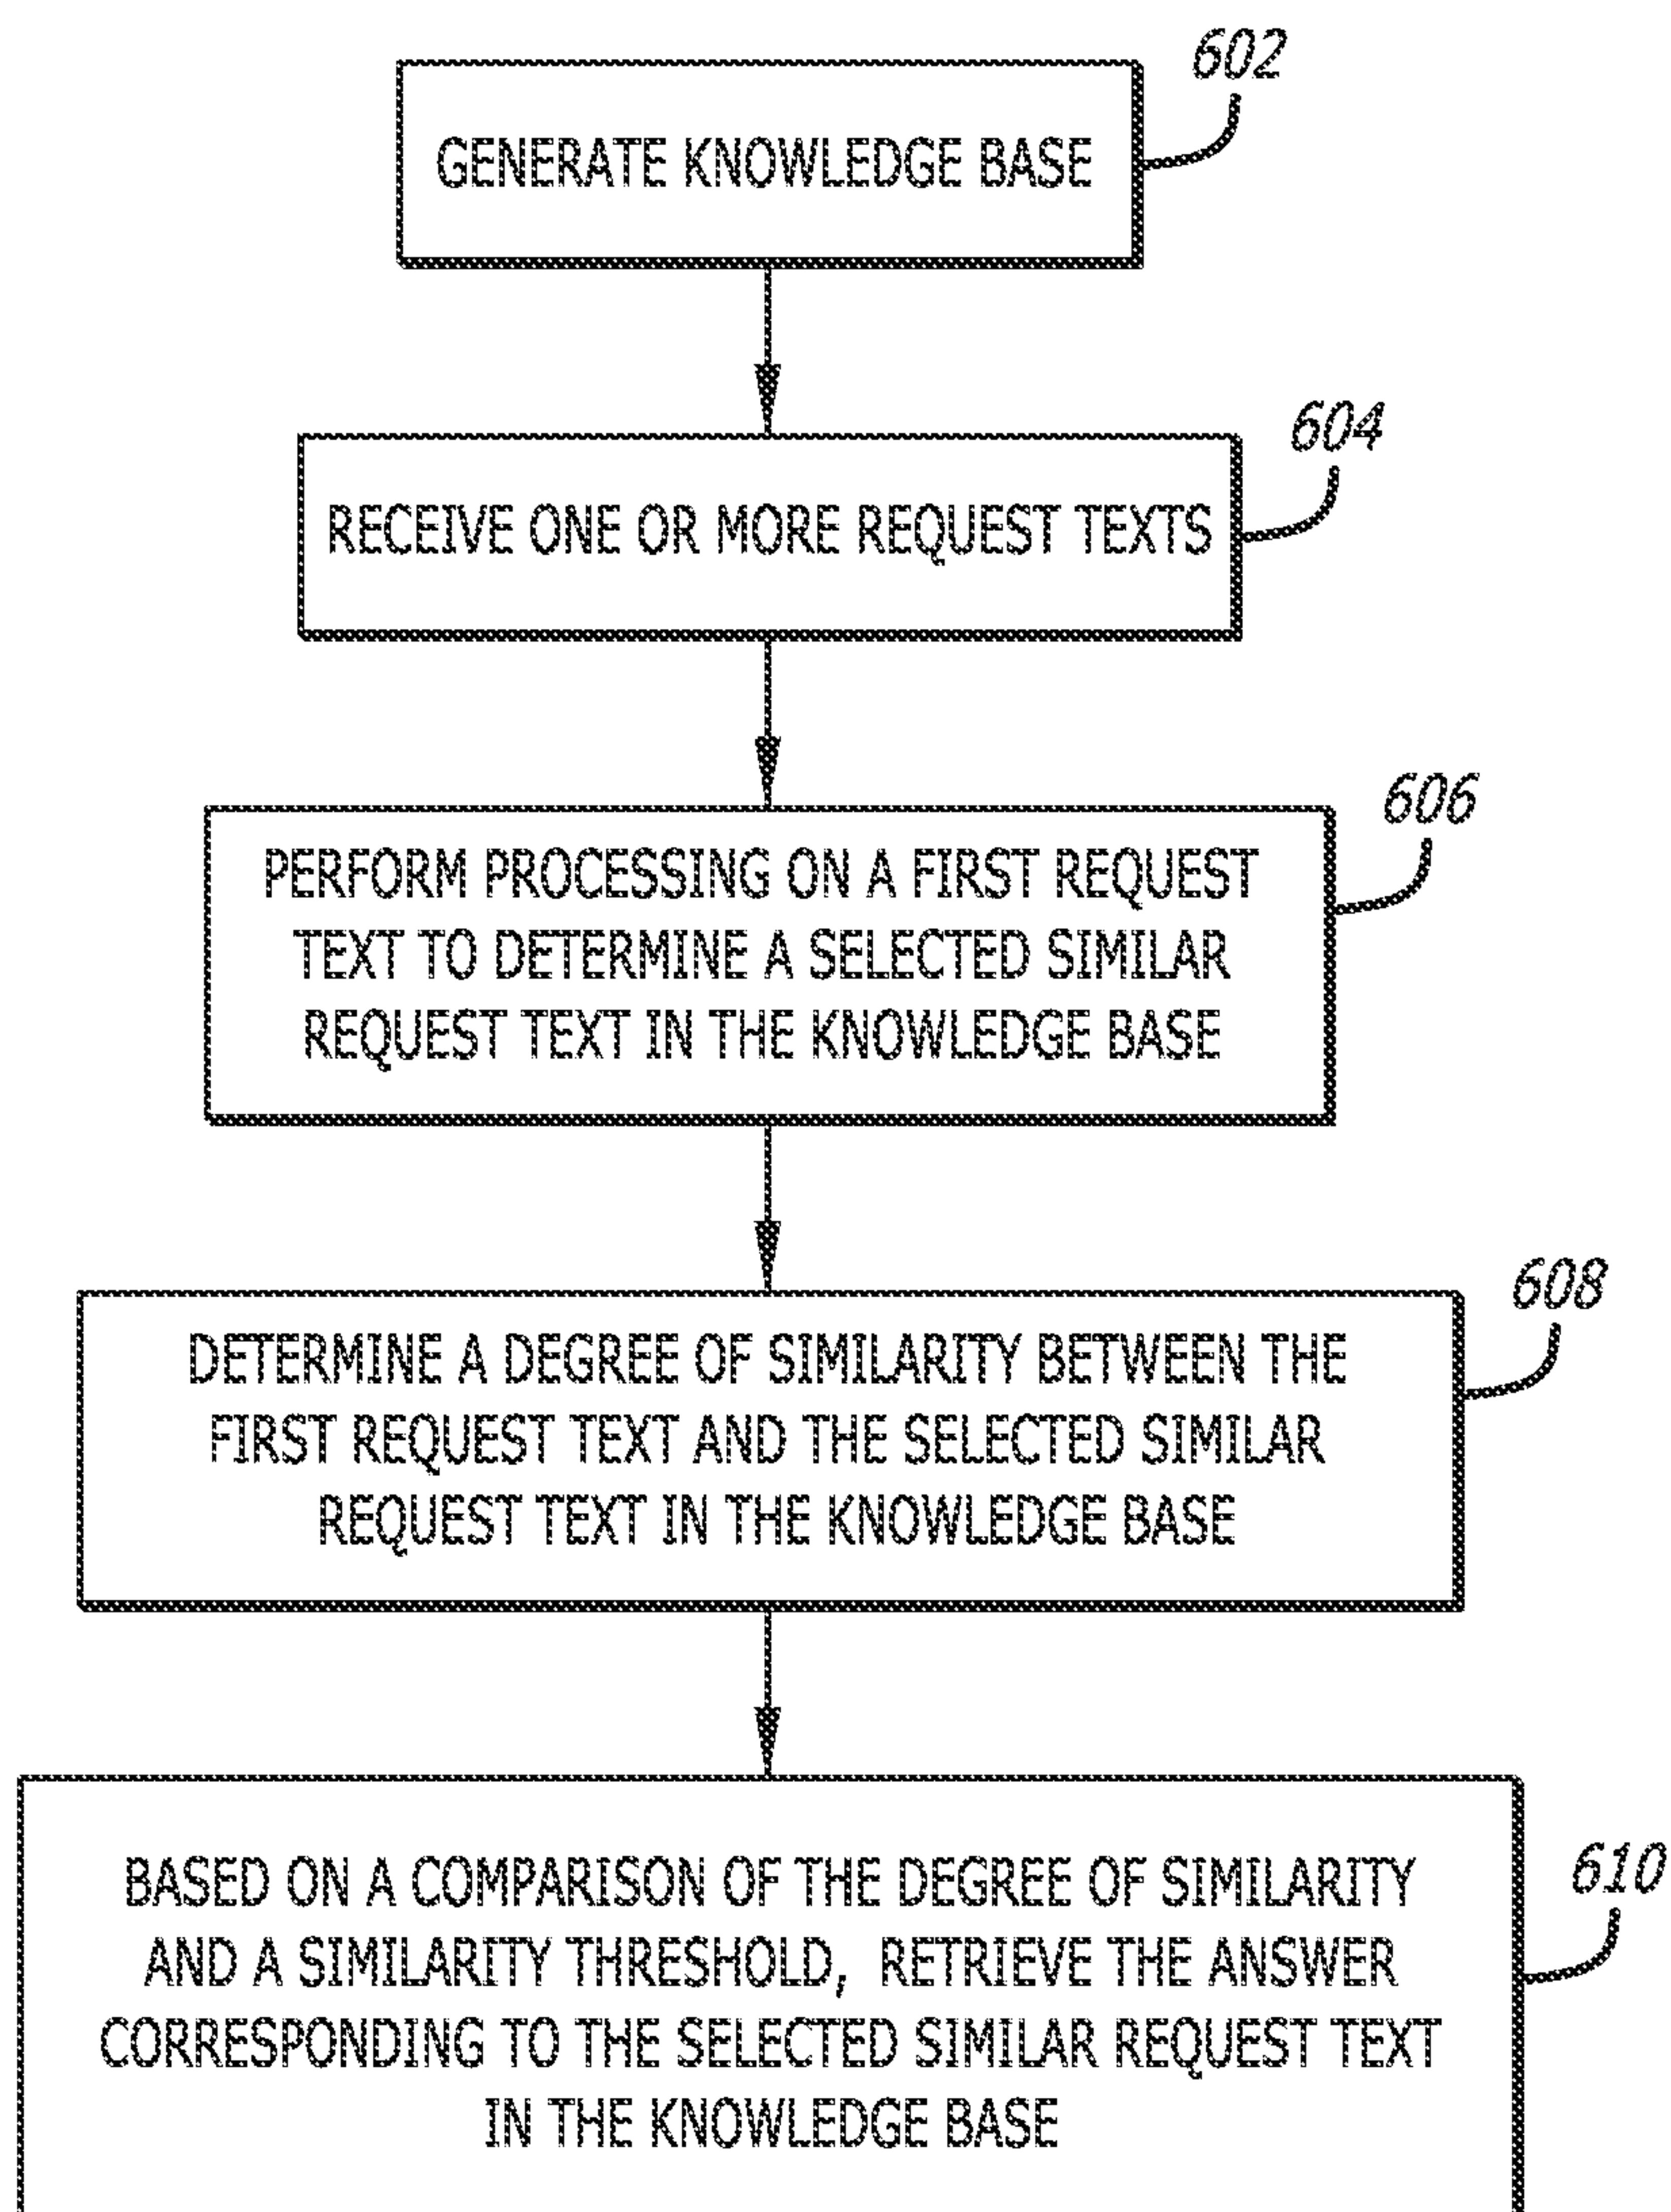 602
GENERATE KNOWLEDGE BASE
604
RECEIVE ONE OR MORE REQUEST TEXTS
606
PERFORM PROCESSING ON A FIRST REQUEST
TEXT TO DETERMINE A SELECTED SIMILAR
REQUEST TEXT IN THE KNOWLEDGE BASE
608
DETERMINE A DEGREE OF SIMILARITY BETWEEN THE
FIRST REQUEST TEXT AND THE SELECTED SIMILAR
REQUEST TEXT IN THE KNOWLEDGE BASE
610
BASED ON A COMPARISON OF THE DEGREE OF SIMILARITY
AND A SIMILARITY THRESHOLD, RETRIEVE THE ANSWER
CORRESPONDING TO THE SELECTED SIMILAR REQUEST TEXT
IN THE KNOWLEDGE BASE